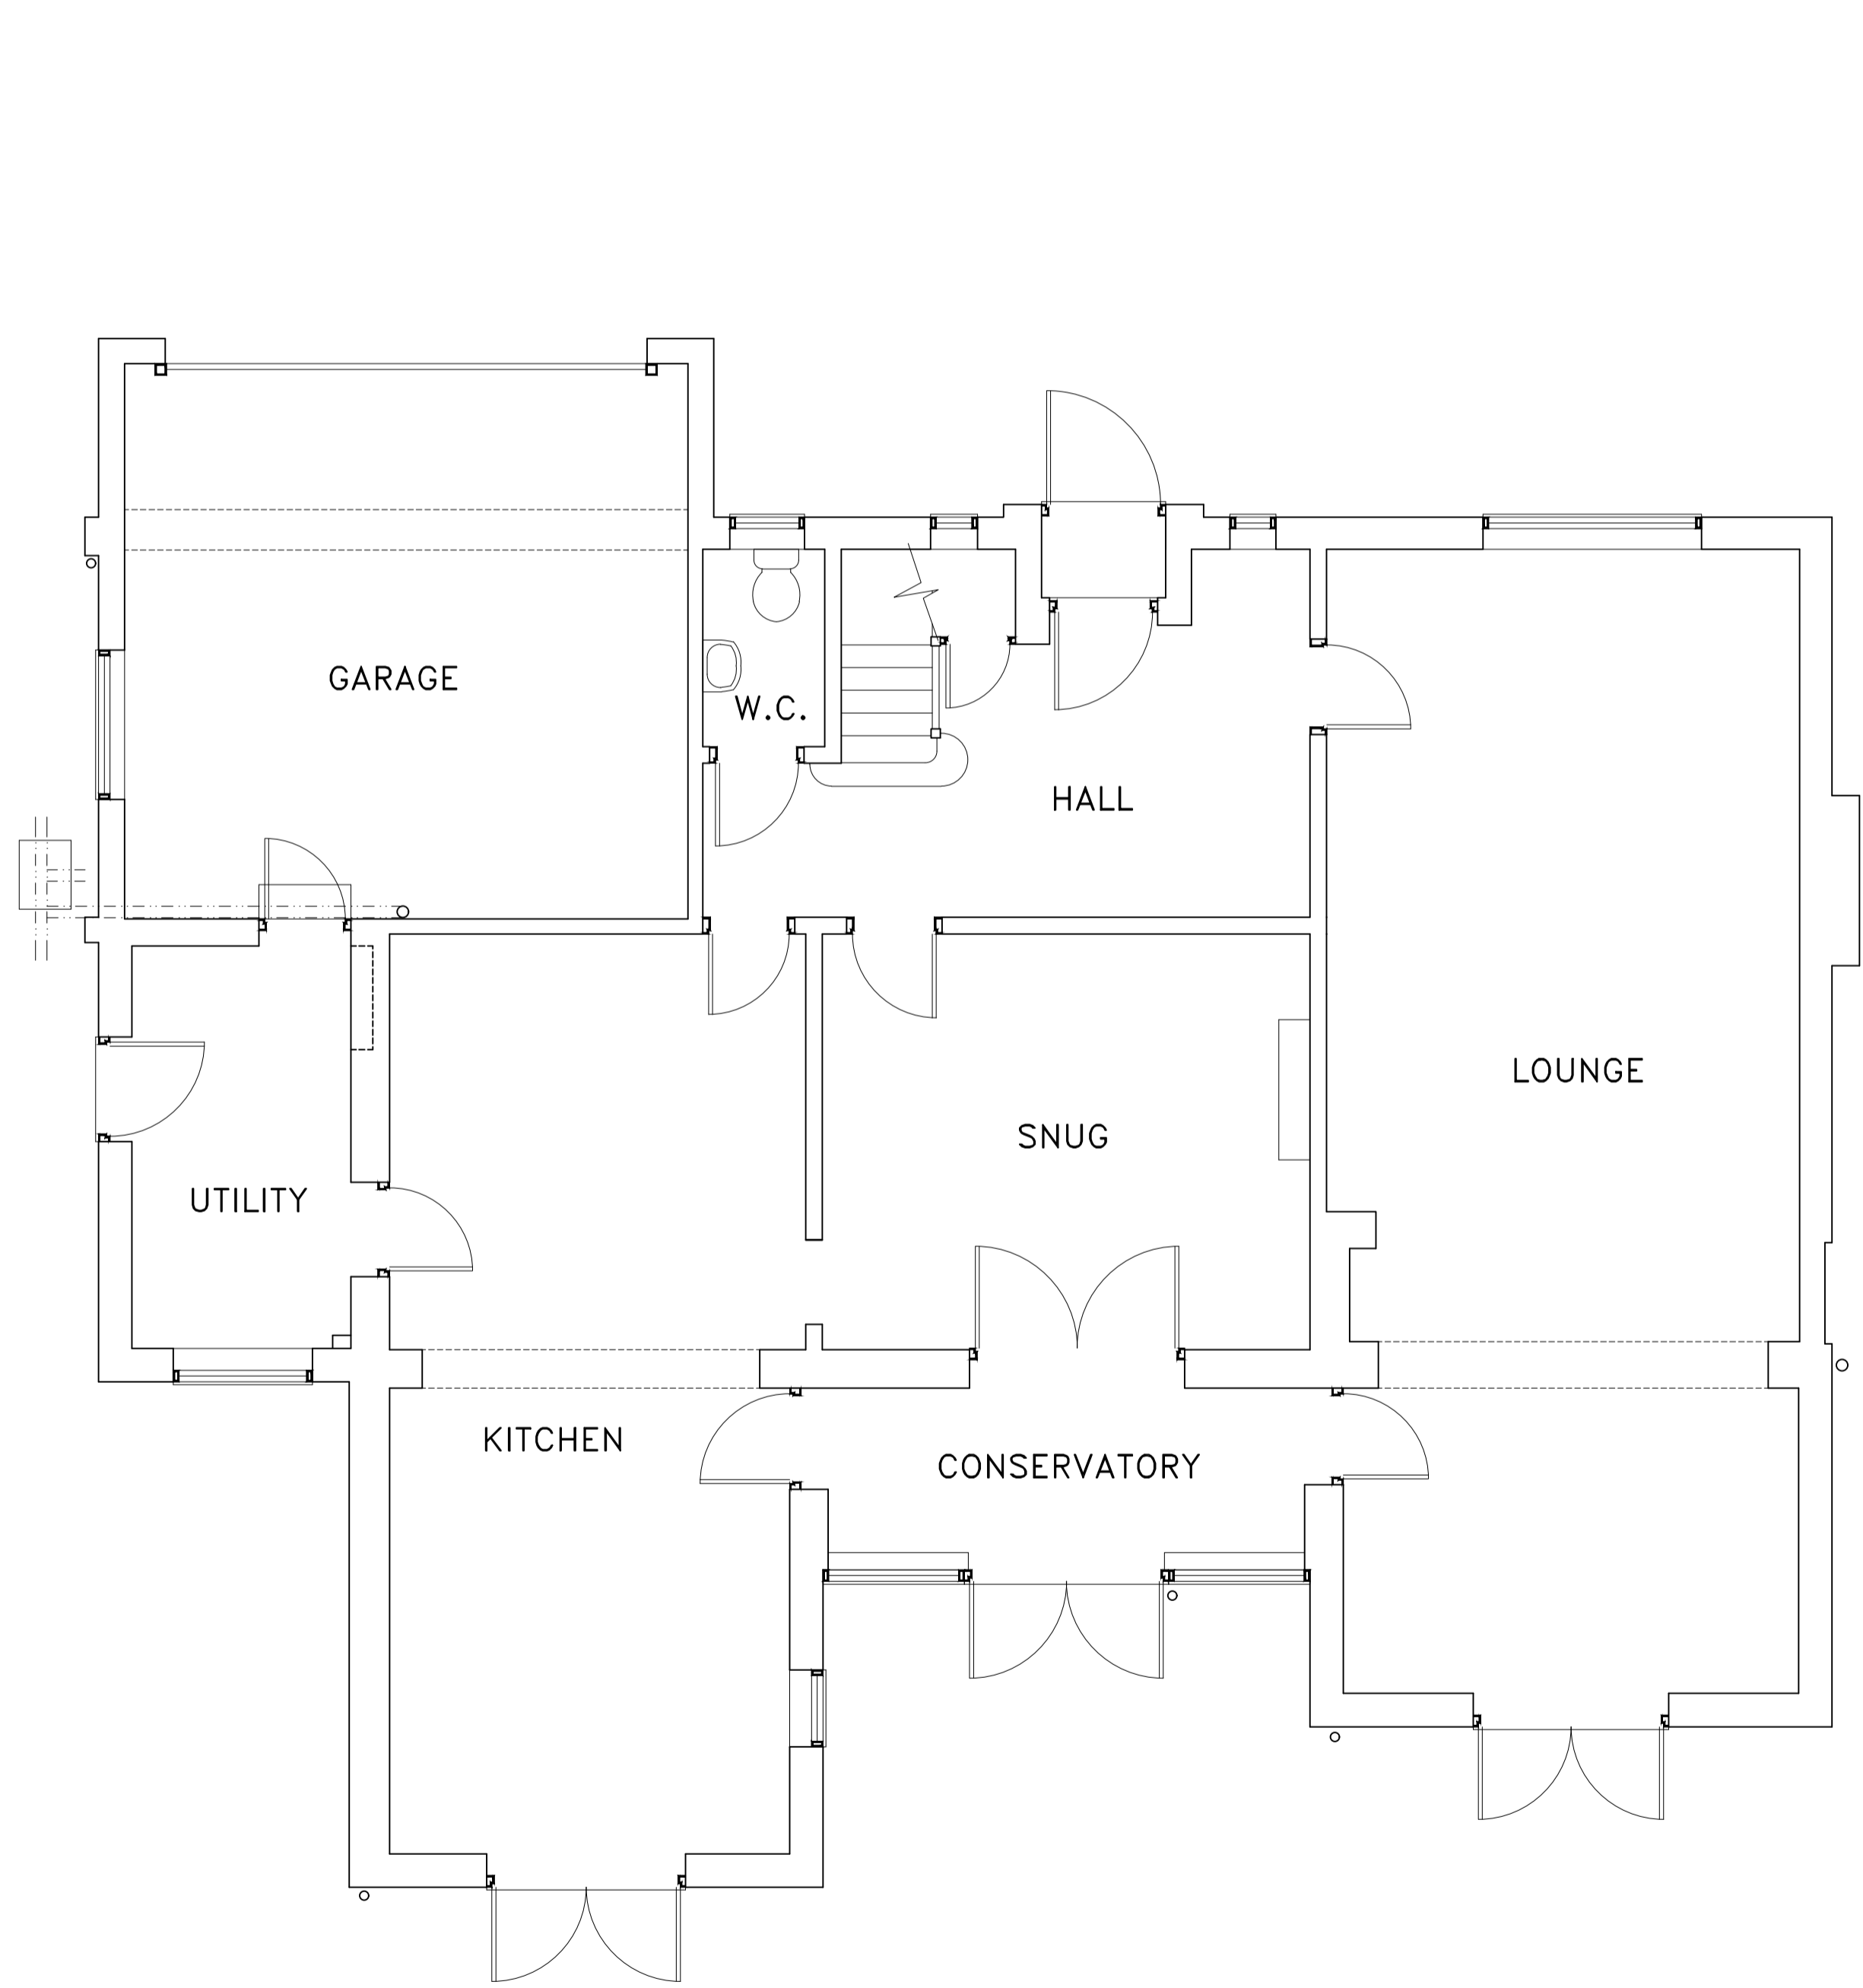 GARAGE
W.C.
HALL
LOUNGE
SNUG
UTILITY
KITCHEN
CONSERVATORY